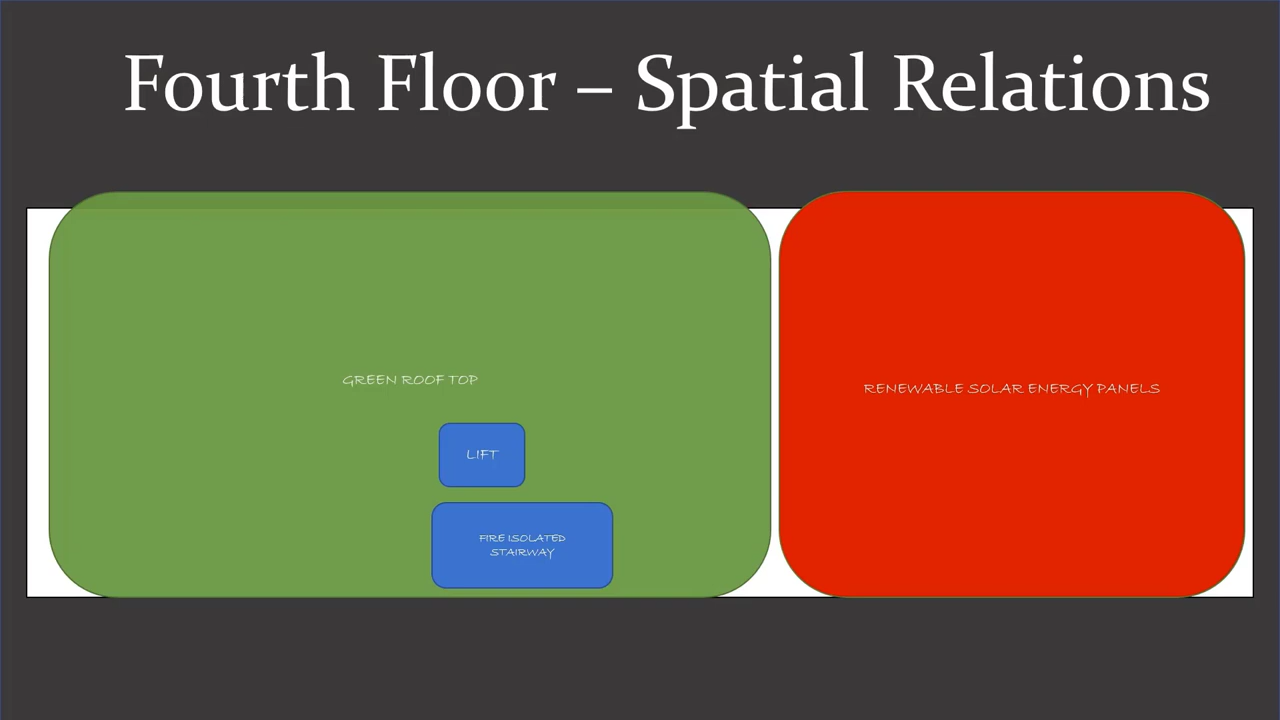 Fourth Floor – Spatial Relations
GREEN ROOF TOP
RENEWABLE SOLAR ENERGY PANELS
LIFT
FIRE ISOLATED
STAIRWAY